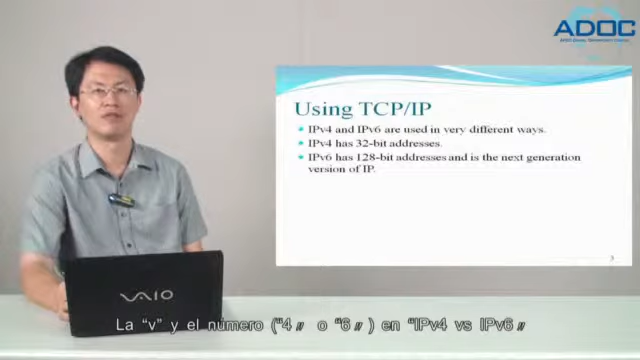 ADOC
Using TCP/IP
IPv4 and IPv6 are used in very different ways.
IPv4 has 32-bit addresses.
IPv6 has 128-bit addresses and is the next generation
version of IP.
3
VAIO
La “v” y el número (“4〃 o “6〃) en “IPv4 vs IPv6〃